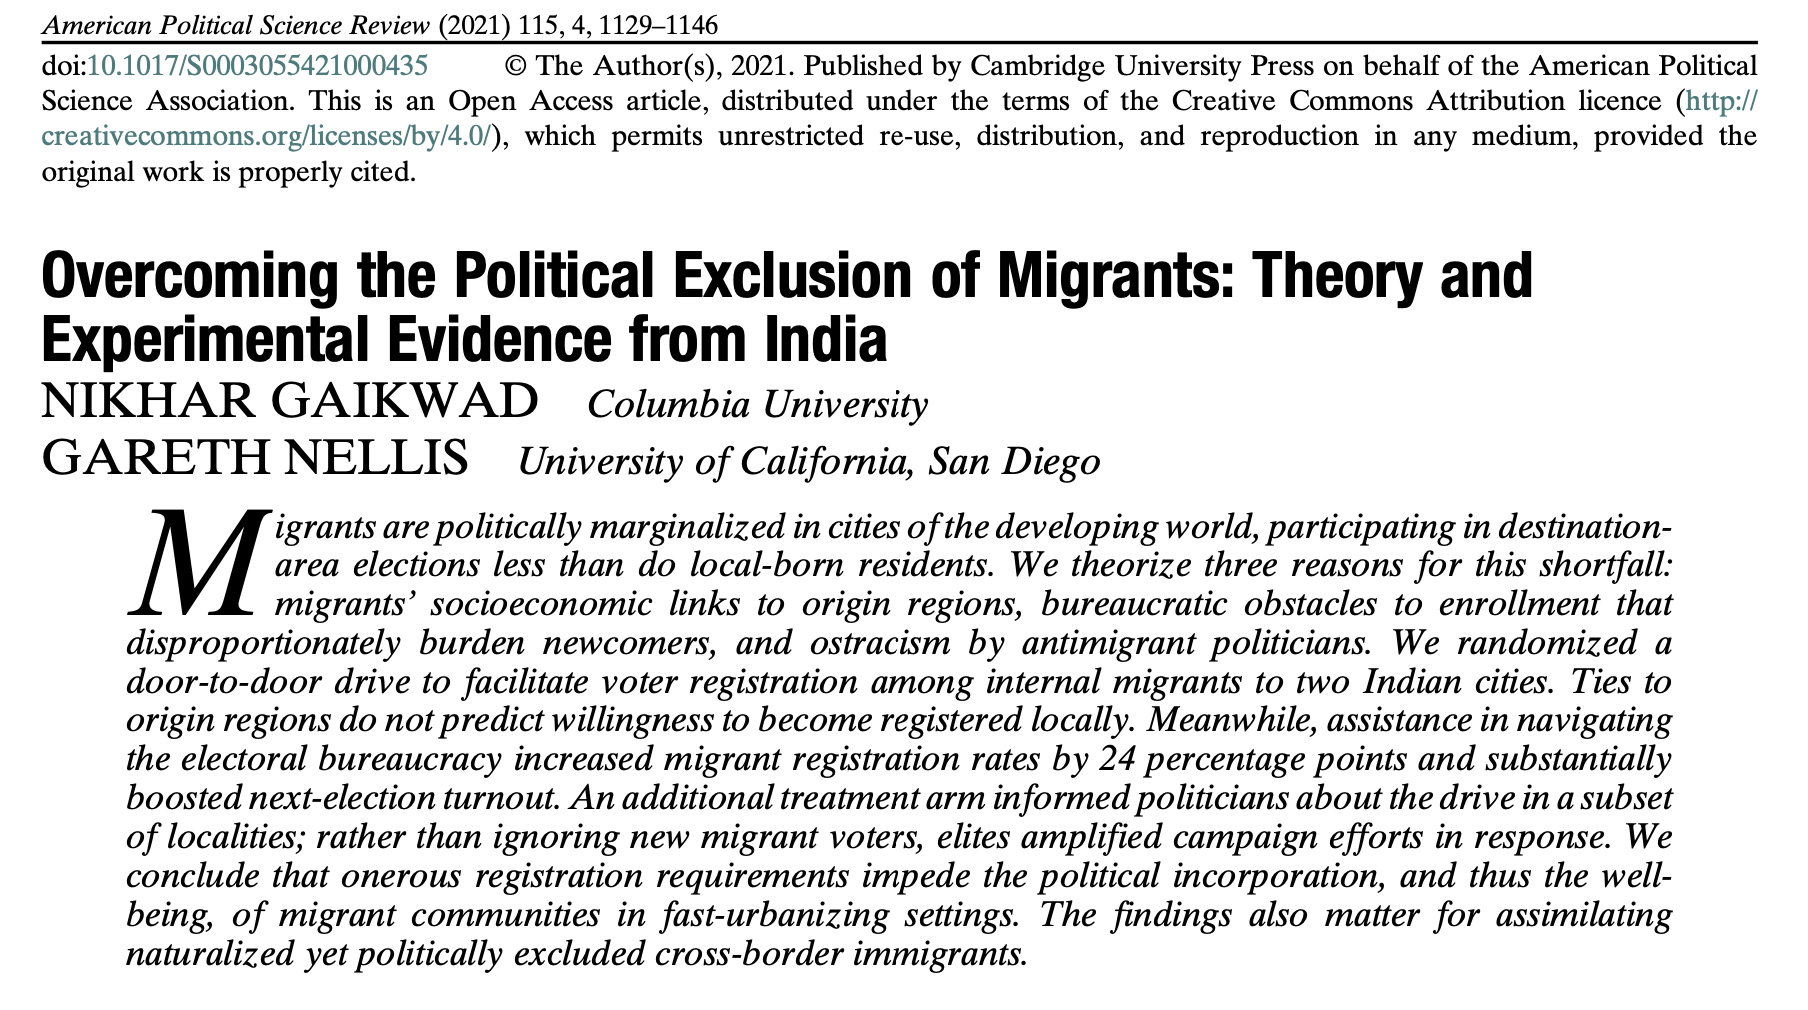 American Political Science Review (2021) 115, 4, 1129–1146
doi:10.1017/S0003055421000435 © The Author(s), 2021. Published by Cambridge University Press on behalf of the American Political
Science Association. This is an Open Access article, distributed under the terms of the Creative Commons Attribution licence (http://
creativecommons.org/licenses/by/4.0/), which permits unrestricted re-use, distribution, and reproduction in any medium, provided the
original work is properly cited.
Overcoming the Political Exclusion of Migrants: Theory and
Experimental Evidence from India
NIKHAR GAIKWAD Columbia University
GARETH NELLIS University of California, San Diego
Migrants are politically marginalized in cities of the developing world, participating in destination-
area elections less than do local-born residents. We theorize three reasons for this shortfall:
migrants’ socioeconomic links to origin regions, bureaucratic obstacles to enrollment that
disproportionately burden newcomers, and ostracism by antimigrant politicians. We randomized a
door-to-door drive to facilitate voter registration among internal migrants to two Indian cities. Ties to
origin regions do not predict willingness to become registered locally. Meanwhile, assistance in navigating
the electoral bureaucracy increased migrant registration rates by 24 percentage points and substantially
boosted next-election turnout. An additional treatment arm informed politicians about the drive in a subset
of localities; rather than ignoring new migrant voters, elites amplified campaign efforts in response. We
conclude that onerous registration requirements impede the political incorporation, and thus the well-
being, of migrant communities in fast-urbanizing settings. The findings also matter for assimilating
naturalized yet politically excluded cross-border immigrants.